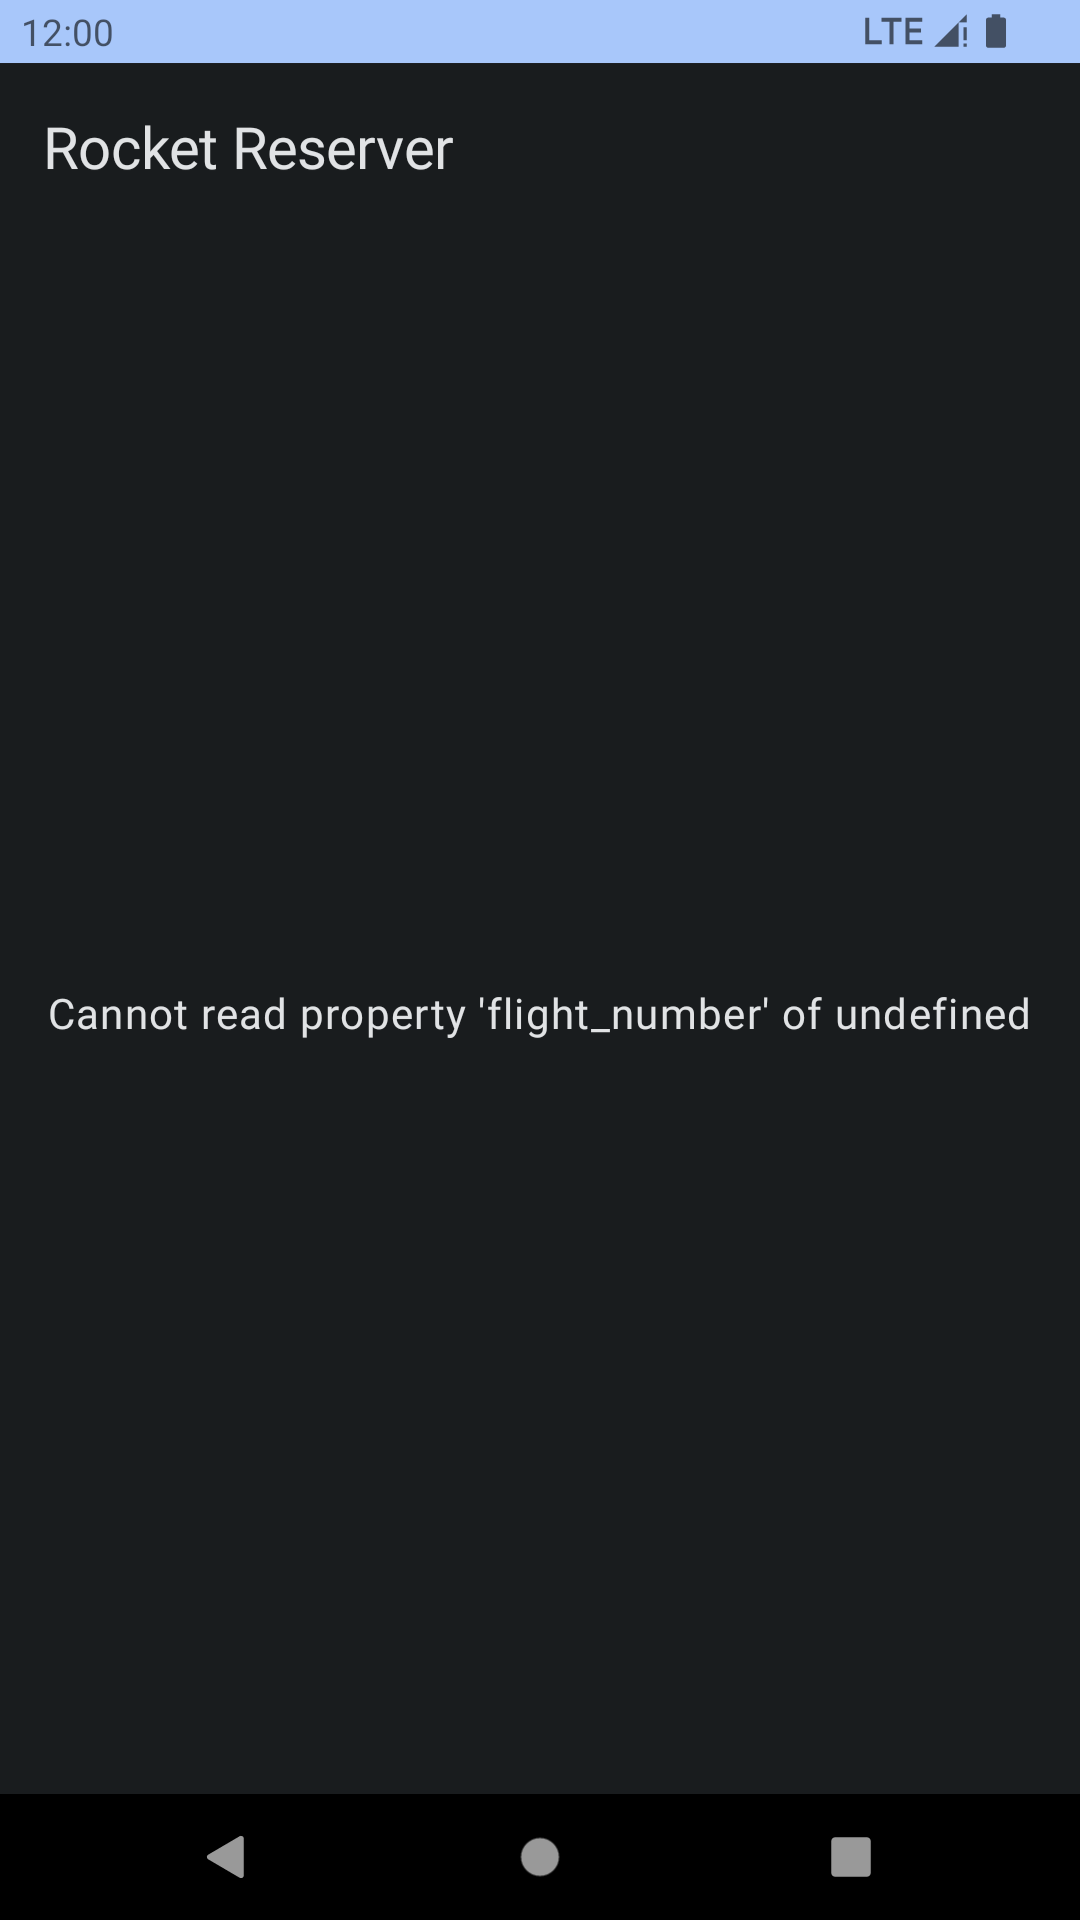 12:00 LTE
Rocket Reserver
Cannot read property 'flight_number' of undefined